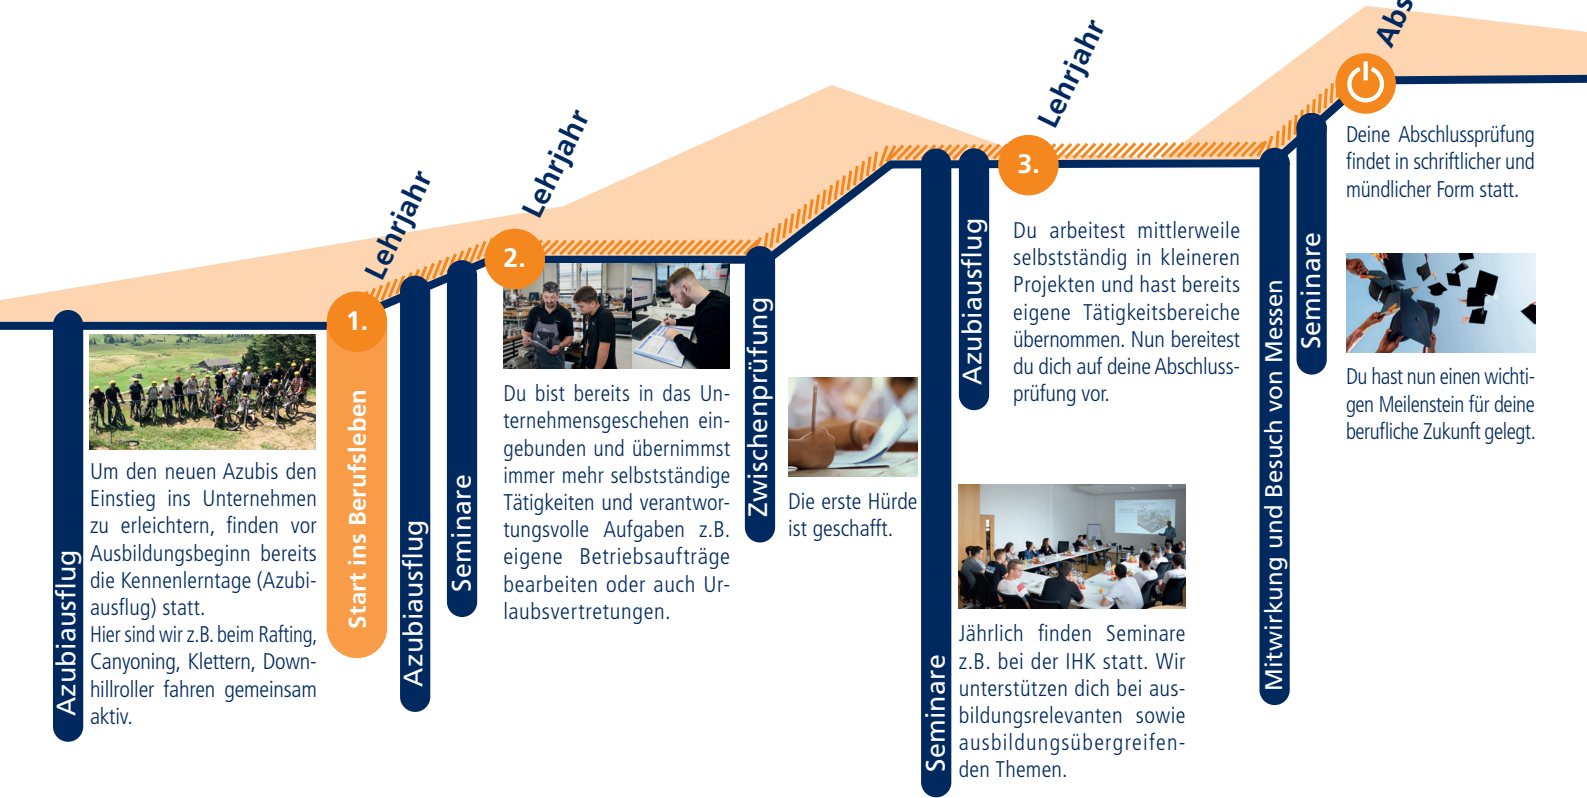 Azubiausflug
Um den neuen Azubis den
Einstieg ins Unternehmen
zu erleichtern, finden vor
Ausbildungsbeginn bereits
die Kennenlerntage (Azubi-
ausflug) statt.
Hier sind wir z.B. beim Rafting,
Canyoning, Klettern, Down-
hillroller fahren gemeinsam
aktiv.
1.
Lehrjahr
Start ins Berufsleben
Azubiausflug
Seminare
2.
Lehrjahr
Du bist bereits in das Un-
ternehmensgeschehen ein-
gebunden und übernimmst
immer mehr selbstständige
Tätigkeiten und verantwor-
tungsvolle Aufgaben z.B.
eigene Betriebsaufträge
bearbeiten oder auch Ur-
laubsvertretungen.
Zwischenprüfung
Die erste Hürde
ist geschafft.
Seminare
Azubiausflug
3.
Lehrjahr
Du arbeitest mittlerweile
selbstständig in kleineren
Projekten und hast bereits
eigene Tätigkeitsbereiche
übernommen. Nun bereitest
du dich auf deine Abschluss-
prüfung vor.
Jährlich finden Seminare
z.B. bei der IHK statt. Wir
unterstützen dich bei aus-
bildungsrelevanten sowie
ausbildungsübergreifen-
den Themen.
Mitwirkung und Besuch von Messen
Seminare
Abs
Deine Abschlussprüfung
findet in schriftlicher und
mündlicher Form statt.
Du hast nun einen wichti-
gen Meilenstein für deine
berufliche Zukunft gelegt.